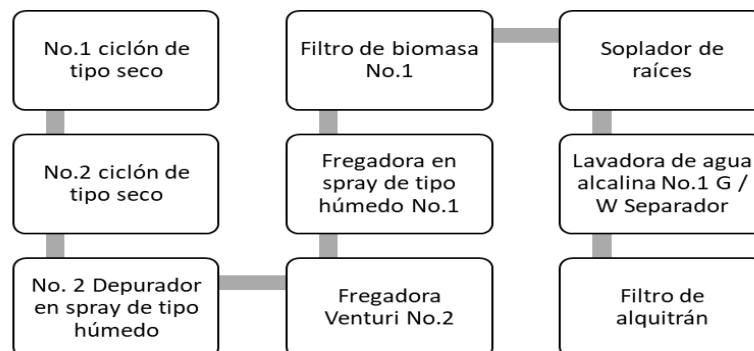 No.1 ciclón de
tipo seco
No.2 ciclón de
tipo seco
No. 2 Depurador
en spray de tipo
húmedo
Fregadora
Venturi No.2
Fregadora en
spray de tipo
húmedo No.1
Filtro de biomasa
No.1
Soplador de
raíces
Lavadora de agua
alcalina No.1 G /
W Separador
Filtro de
alquitrán